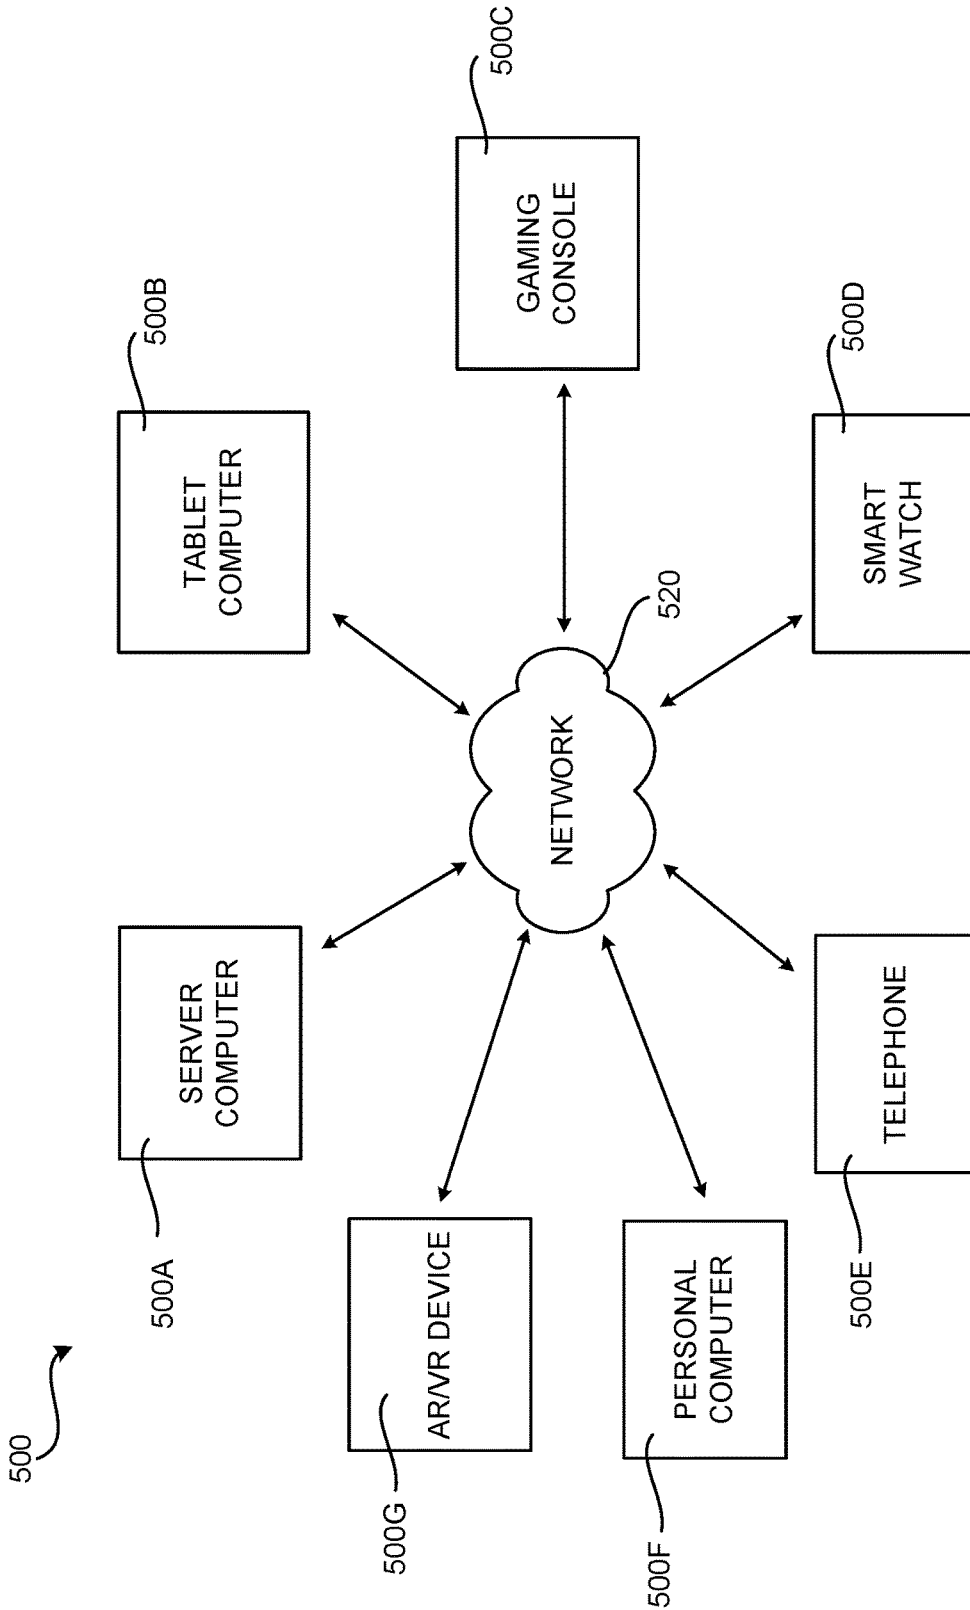 500
500A
SERVER
COMPUTER
500B
TABLET
COMPUTER
500G
AR/VR DEVICE
NETWORK
520
500C
GAMING
CONSOLE
500F
PERSONAL
COMPUTER
500E
TELEPHONE
500D
SMART
WATCH